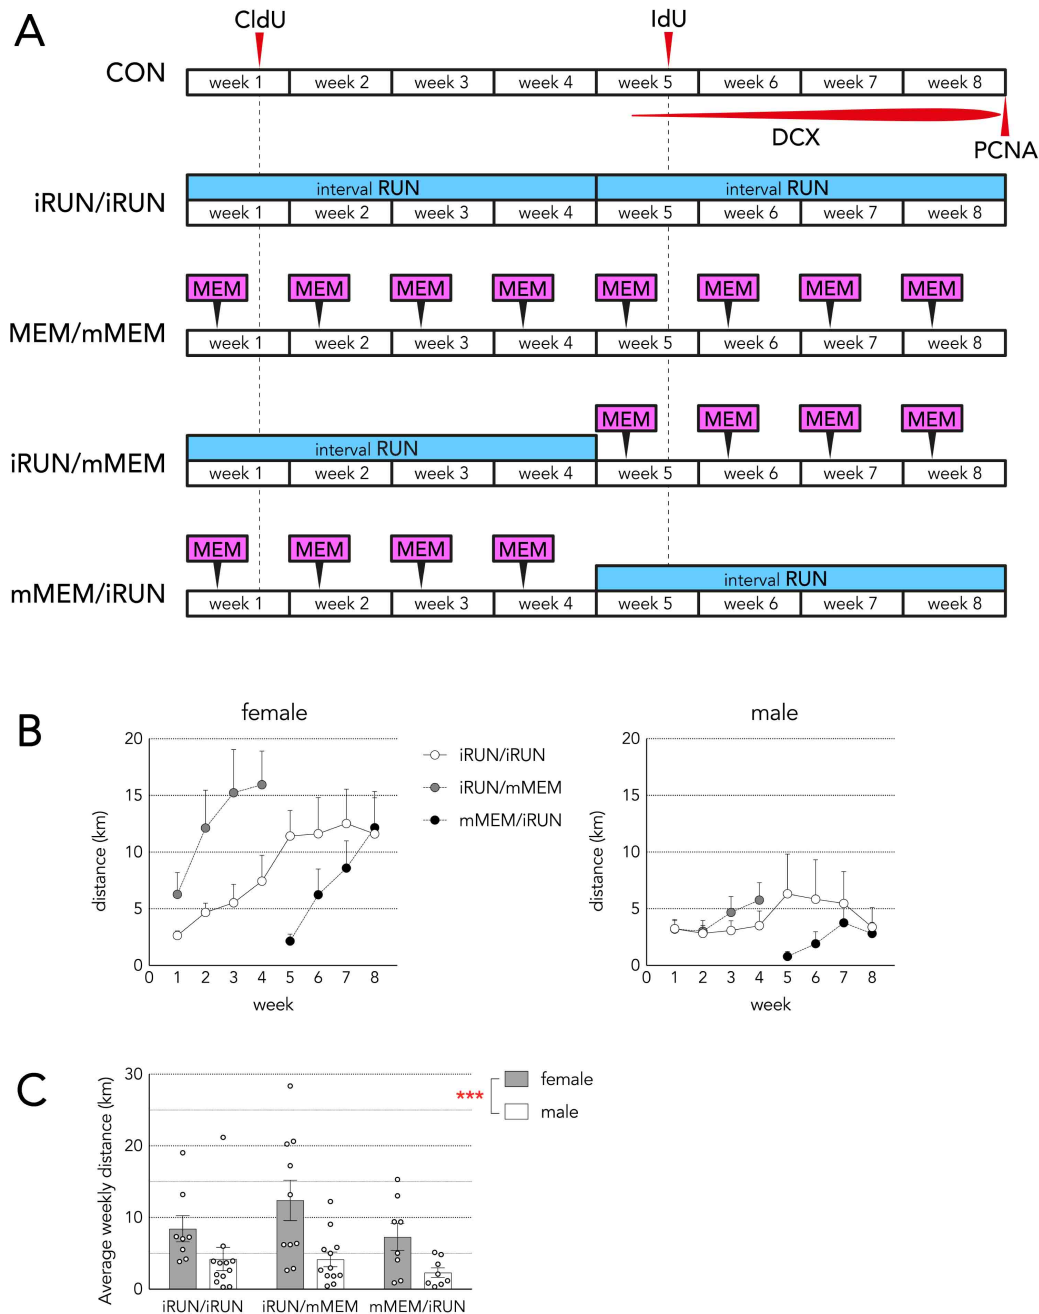 A
CldU
IdU
CON
week 1 week 2 week 3 week 4 week 5 week 6 week 7 week 8
DCX
PCNA
iRUN/iRUN
interval RUN interval RUN
week 1 week 2 week 3 week 4 week 5 week 6 week 7 week 8
MEM MEM MEM MEM MEM MEM MEM MEM
MEM/mMEM
week 1 week 2 week 3 week 4 week 5 week 6 week 7 week 8
MEM MEM MEM MEM
iRUN/mMEM
interval RUN
week 1 week 2 week 3 week 4 week 5 week 6 week 7 week 8
MEM MEM MEM MEM
mMEM/iRUN
interval RUN
week 1 week 2 week 3 week 4 week 5 week 6 week 7 week 8
B
female
distance (km)
20
15
10
5
0
0 1 2 3 4 5 6 7 8
week
iRUN/iRUN
iRUN/mMEM
mMEM/iRUN
male
distance (km)
20
15
10
5
0
0 1 2 3 4 5 6 7 8
week
C
Average weekly distance (km)
30
20
10
0
***
female
male
iRUN/iRUN iRUN/mMEM mMEM/iRUN